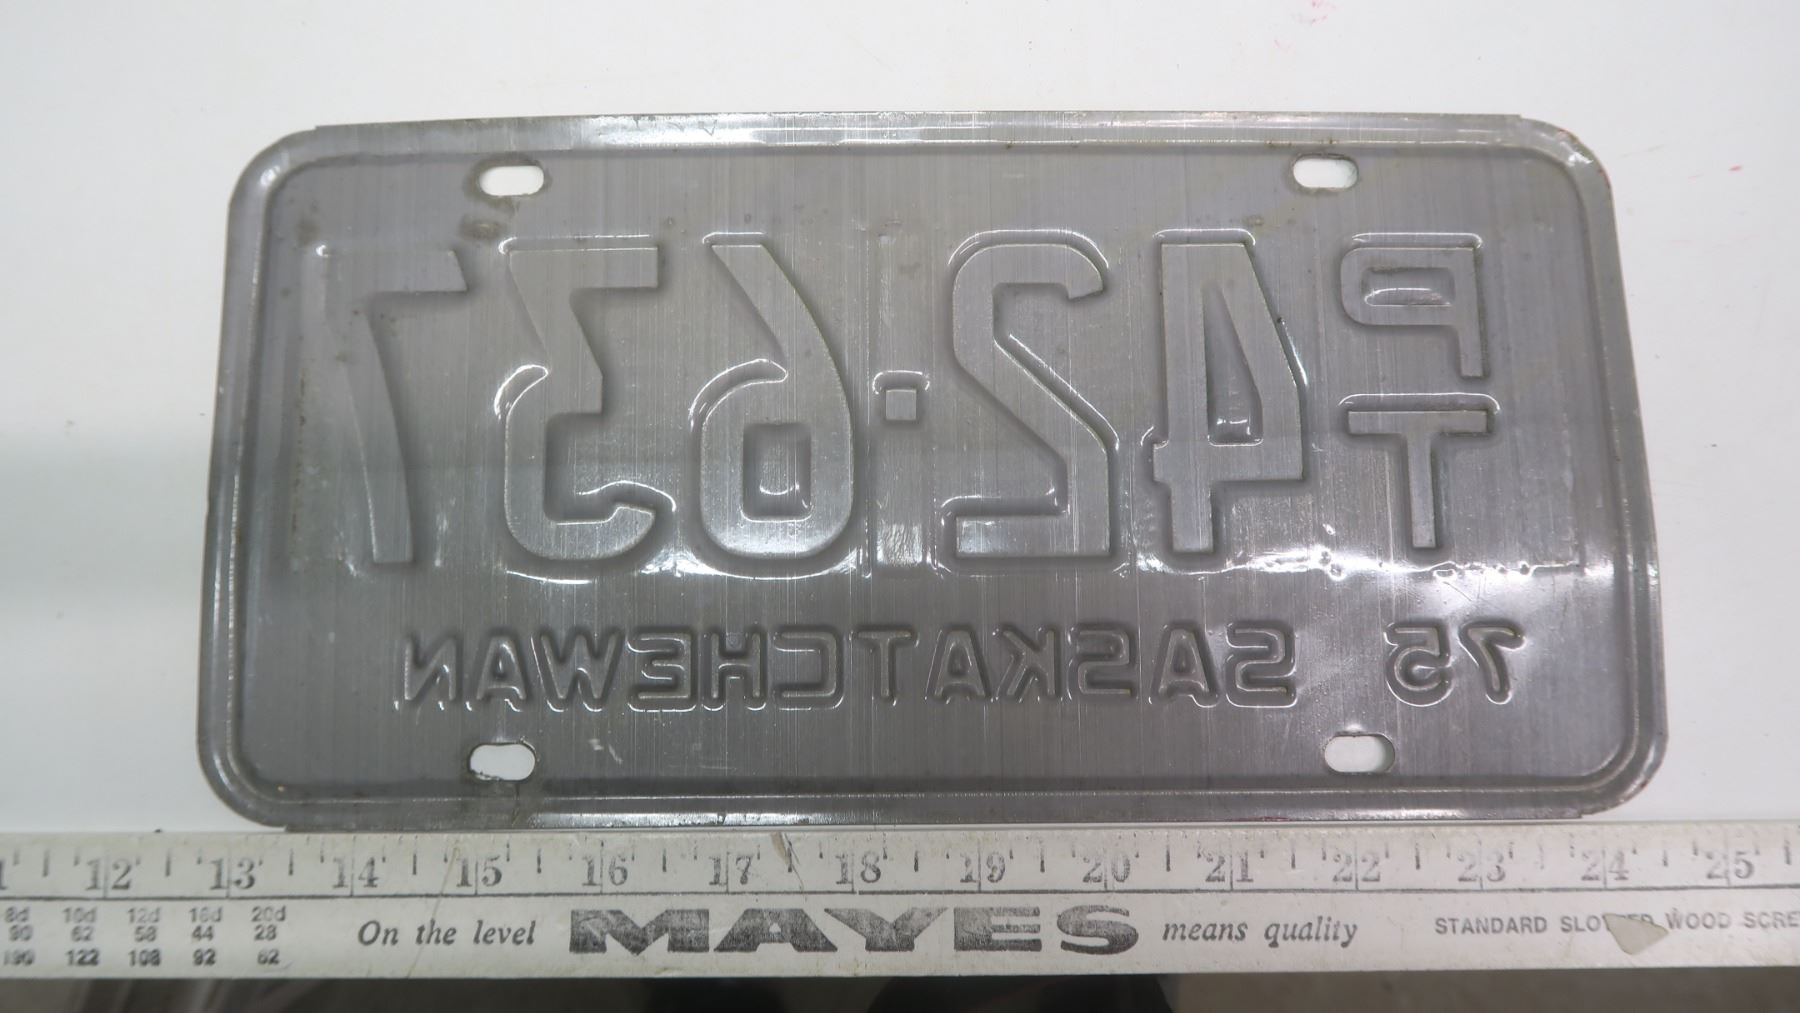 PT 42·637
75 SASKATCHEWAN
12 13 14 15 16 17 18 19 20 21 22 23 24 25
8d 10d 12d 16d 20d
90 62 58 44 28
190 122 108 92 62
On the level MAYES means quality
STANDARD WOOD